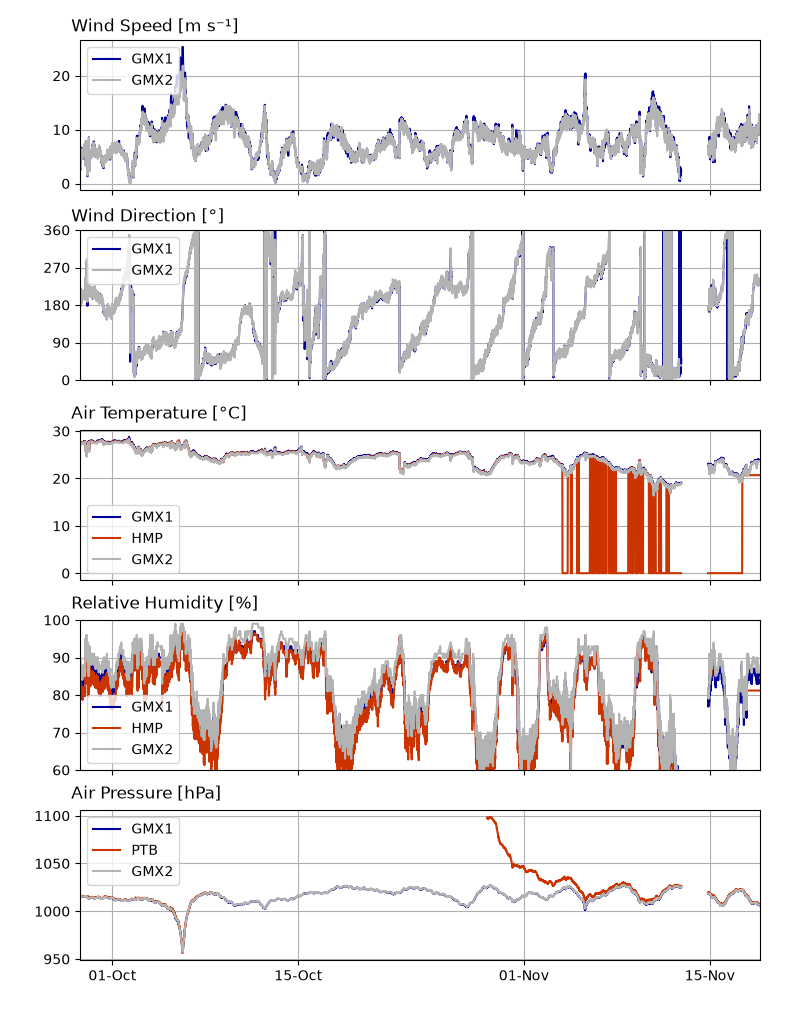 Wind Speed [m s⁻¹]
GMX1
GMX2
20
10
0
Wind Direction [°]
360
GMX1
GMX2
270
180
90
0
Air Temperature [°C]
30
20
GMX1
HMP
GMX2
10
0
Relative Humidity [%]
100
90
80
GMX1
HMP
GMX2
70
60
Air Pressure [hPa]
1100
GMX1
PTB
GMX2
1050
1000
950
01-Oct 15-Oct 01-Nov 15-Nov